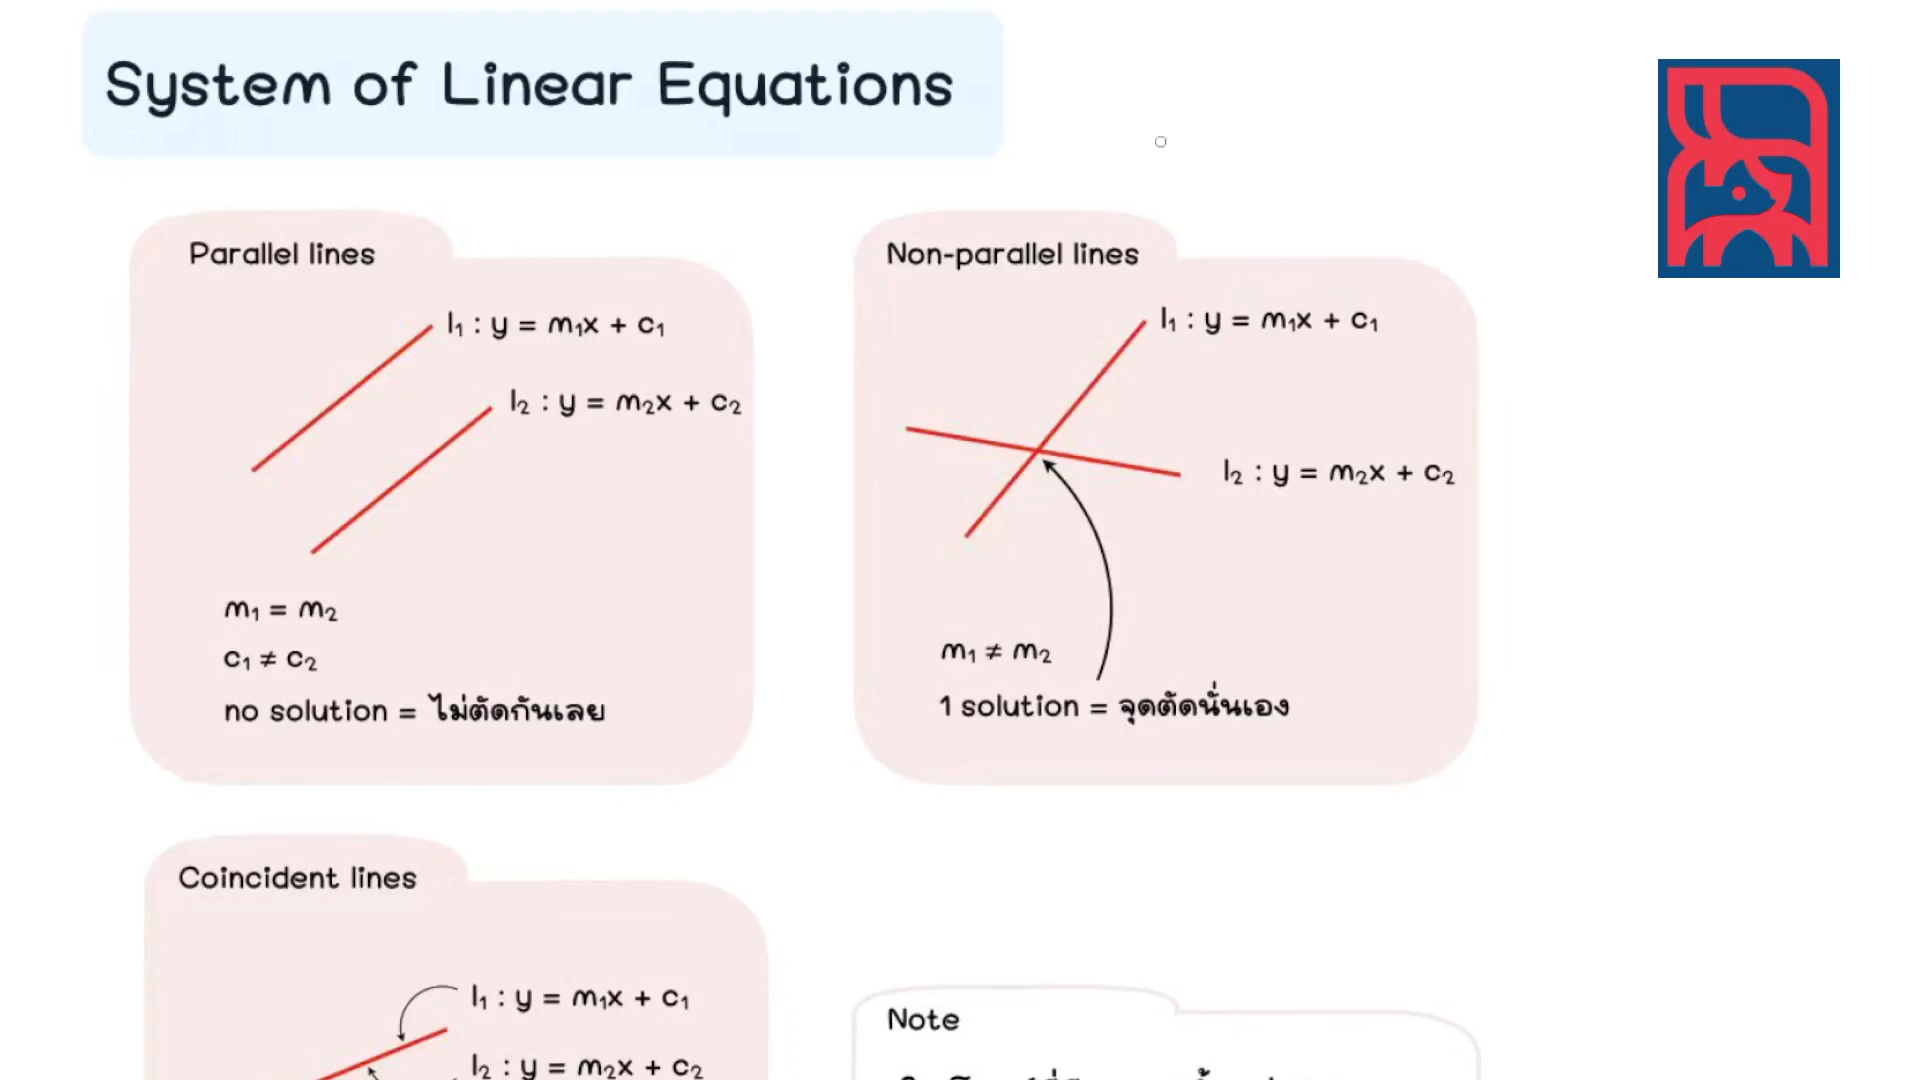 System of Linear Equations
Parallel lines
l₁ : y = m₁x + c₁
l₂ : y = m₂x + c₂
m₁ = m₂
c₁ ≠ c₂
no solution = ไม่ตัดกันเลย
Non-parallel lines
l₁ : y = m₁x + c₁
l₂ : y = m₂x + c₂
m₁ ≠ m₂
1 solution = จุดตัดนั่นเอง
Coincident lines
l₁ : y = m₁x + c₁
l₂ : y = m₂x + c₂
Note